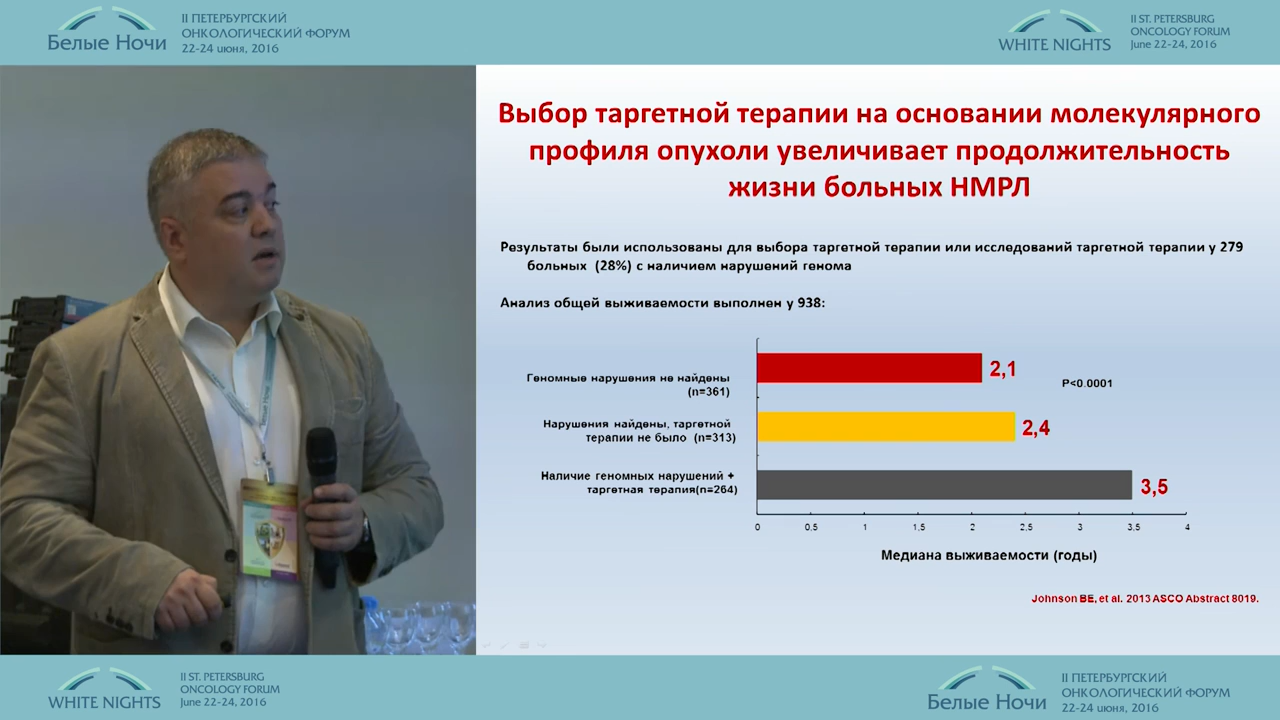 Белые Ночи
II ПЕТЕРБУРГСКИЙ
ОНКОЛОГИЧЕСКИЙ ФОРУМ
22-24 июня, 2016
WHITE NIGHTS
II ST. PETERSBURG
ONCOLOGY FORUM
June 22-24, 2016
Выбор таргетной терапии на основании молекулярного
профиля опухоли увеличивает продолжительность
жизни больных НМРЛ
Результаты были использованы для выбора таргетной терапии или исследований таргетной терапии у 279
больных (28%) с наличием нарушений генома
Анализ общей выживаемости выполнен у 938:
Геномные нарушения не найдены
(n=361)
2,1
P<0.0001
Нарушения найдены, таргетной
терапии не было (n=313)
2,4
Наличие геномных нарушений +
таргетная терапия(n=264)
3,5
0 0,5 1 1,5 2 2,5 3 3,5 4
Медиана выживаемости (годы)
Johnson BE, et al. 2013 ASCO Abstract 8019.
WHITE NIGHTS
II ST. PETERSBURG
ONCOLOGY FORUM
June 22-24, 2016
Белые Ночи
II ПЕТЕРБУРГСКИЙ
ОНКОЛОГИЧЕСКИЙ ФОРУМ
22-24 июня, 2016